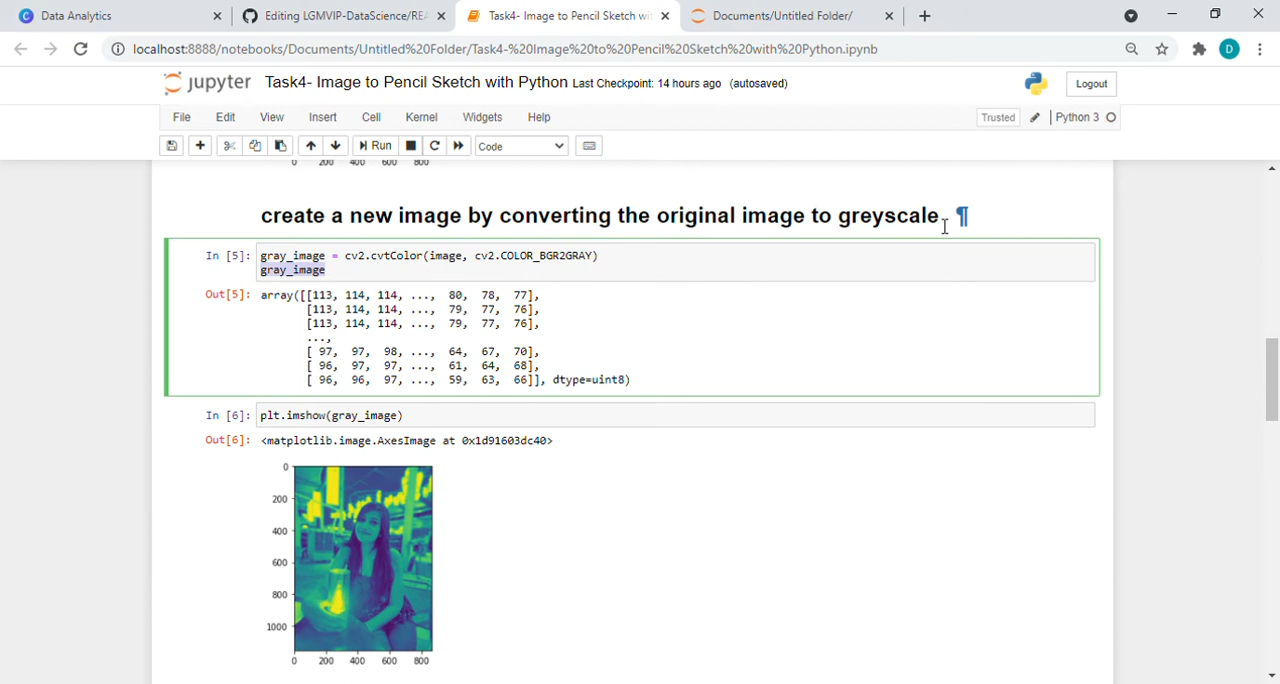 Data Analytics
Editing LGMVIP-DataScience/REA
Task4- Image to Pencil Sketch wit
Documents/Untitled Folder/
localhost:8888/notebooks/Documents/Untitled%20Folder/Task4-%20Image%20to%20Pencil%20Sketch%20with%20Python.ipynb
D
jupyter Task4- Image to Pencil Sketch with Python Last Checkpoint: 14 hours ago (autosaved)
Logout
File Edit View Insert Cell Kernel Widgets Help
Trusted Python 3
Run Code
0 200 400 600 800
create a new image by converting the original image to greyscale ¶
In [5]: gray_image = cv2.cvtColor(image, cv2.COLOR_BGR2GRAY)
gray_image
Out[5]: array([[113, 114, 114, ..., 80, 78, 77],
[113, 114, 114, ..., 79, 77, 76],
[113, 114, 114, ..., 79, 77, 76],
...,
[ 97, 97, 98, ..., 64, 67, 70],
[ 96, 97, 97, ..., 61, 64, 68],
[ 96, 96, 97, ..., 59, 63, 66]], dtype=uint8)
In [6]: plt.imshow(gray_image)
Out[6]: <matplotlib.image.AxesImage at 0x1d91603dc40>
0
200
400
600
800
1000
0 200 400 600 800